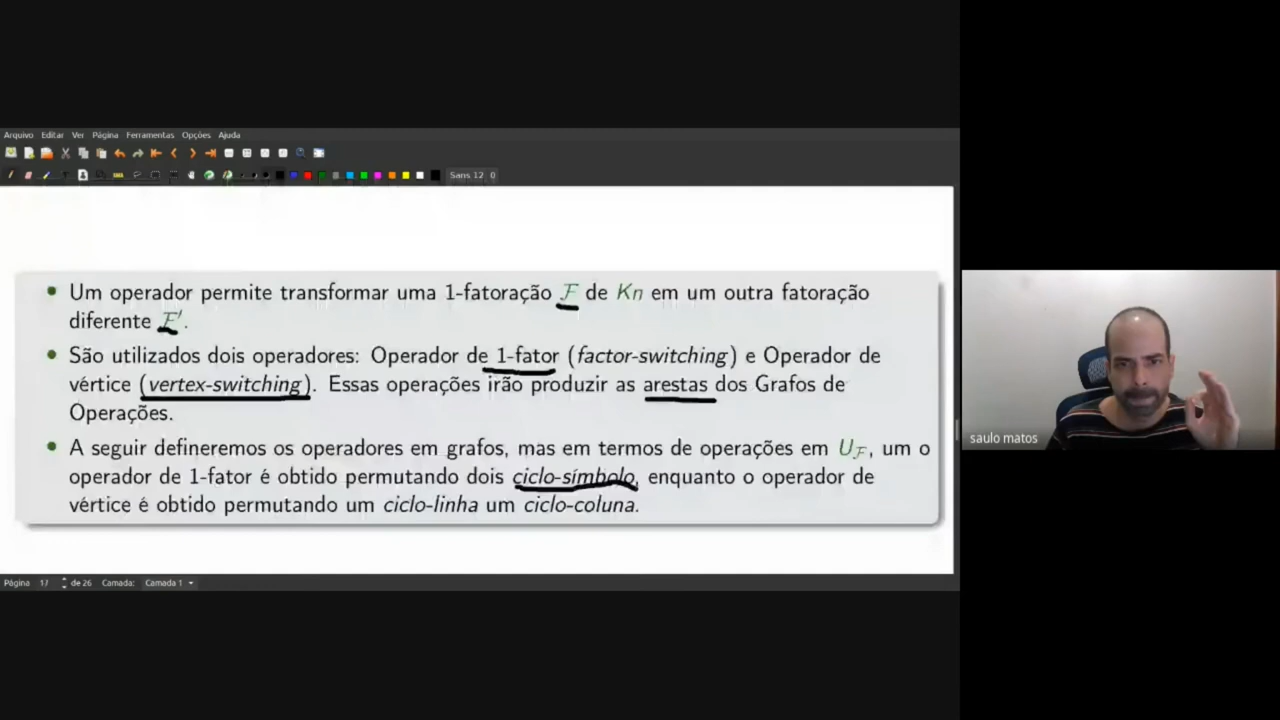 Arquivo Editar Ver Página Ferramentas Opções Ajuda
Sans 12 0
• Um operador permite transformar uma 1-fatoração ℱ de Kn em um outra fatoração
diferente ℱ′.
• São utilizados dois operadores: Operador de 1-fator (factor-switching) e Operador de
vértice (vertex-switching). Essas operações irão produzir as arestas dos Grafos de
Operações.
• A seguir defineremos os operadores em grafos, mas em termos de operações em Uℱ, um o
operador de 1-fator é obtido permutando dois ciclo-símbolo, enquanto o operador de
vértice é obtido permutando um ciclo-linha um ciclo-coluna.
saulo matos
Página 17 de 26 Camada: Camada 1